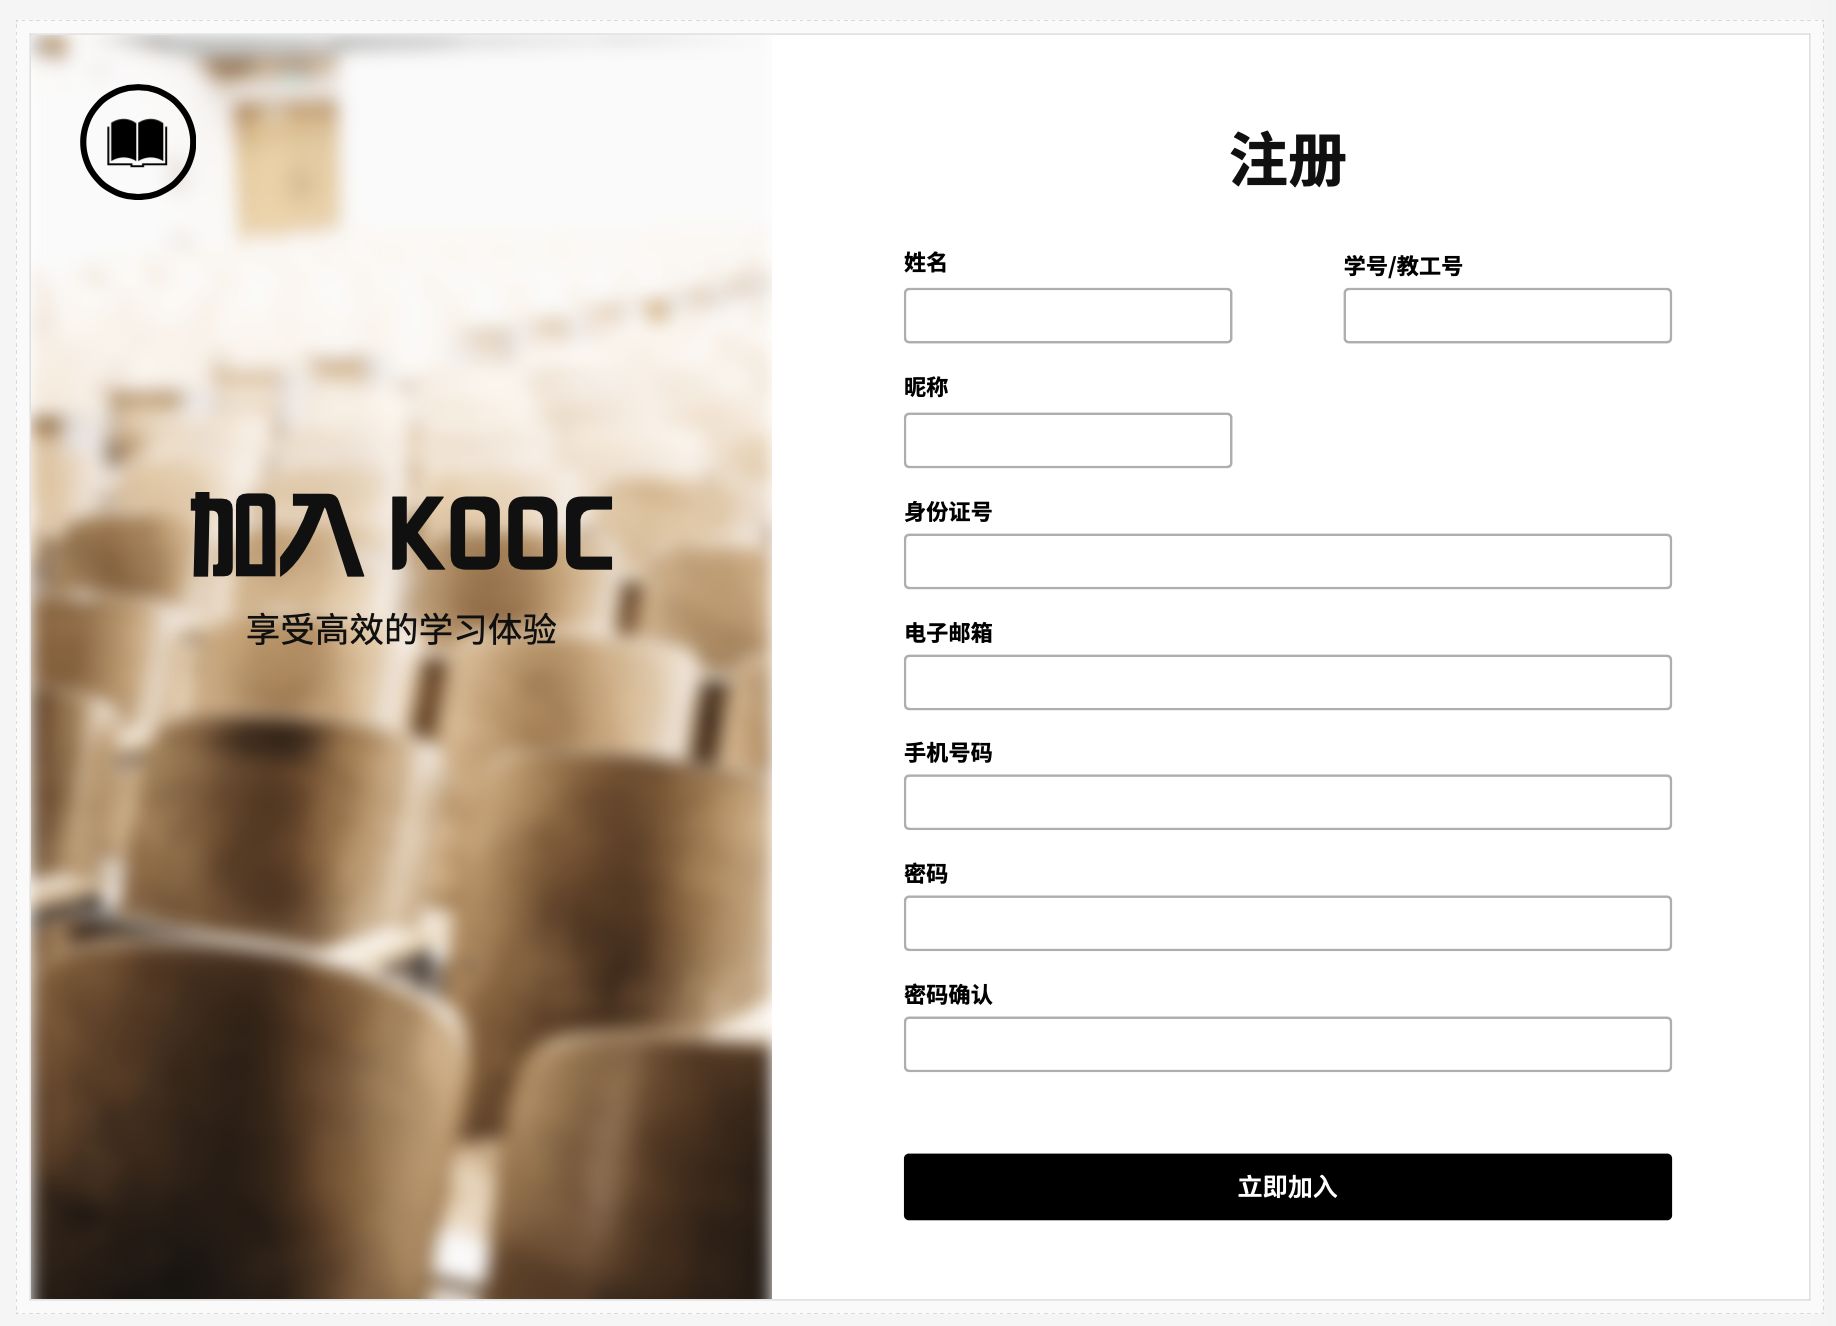 加入 KOOC
享受高效的学习体验
注册
姓名
学号/教工号
昵称
身份证号
电子邮箱
手机号码
密码
密码确认
立即加入